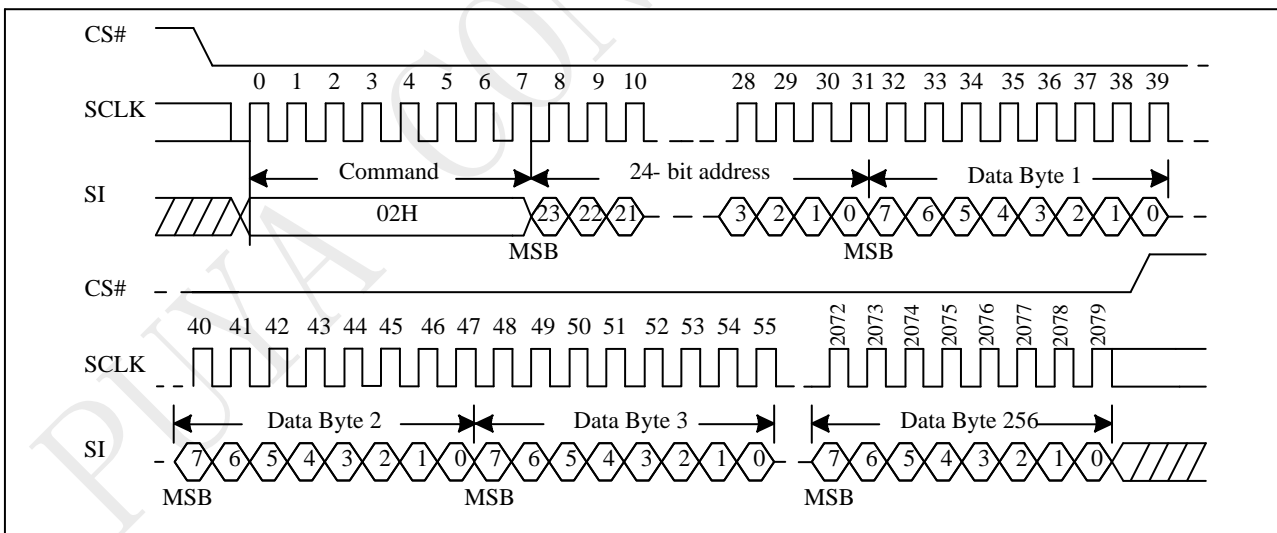 CS#
0 1 2 3 4 5 6 7 8 9 10 28 29 30 31 32 33 34 35 36 37 38 39
SCLK
Command 24- bit address Data Byte 1
SI
02H 23 22 21 3 2 1 0 7 6 5 4 3 2 1 0
MSB MSB
CS#
40 41 42 43 44 45 46 47 48 49 50 51 52 53 54 55 2072 2073 2074 2075 2076 2077 2078 2079
SCLK
Data Byte 2 Data Byte 3 Data Byte 256
SI
7 6 5 4 3 2 1 0 7 6 5 4 3 2 1 0 7 6 5 4 3 2 1 0
MSB MSB MSB
PUYA CON